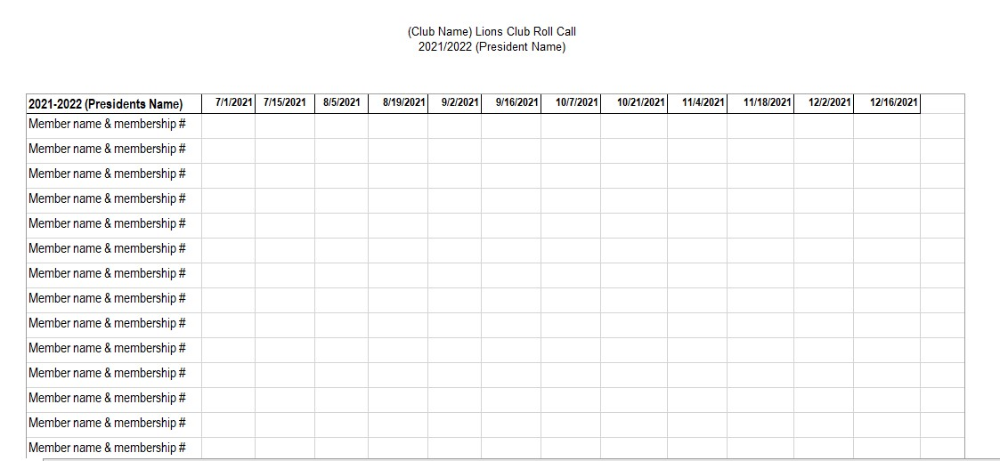 (Club Name) Lions Club Roll Call
2021/2022 (President Name)
2021-2022 (Presidents Name) 7/1/2021 7/15/2021 8/5/2021 8/19/2021 9/2/2021 9/16/2021 10/7/2021 10/21/2021 11/4/2021 11/18/2021 12/2/2021 12/16/2021
Member name & membership #
Member name & membership #
Member name & membership #
Member name & membership #
Member name & membership #
Member name & membership #
Member name & membership #
Member name & membership #
Member name & membership #
Member name & membership #
Member name & membership #
Member name & membership #
Member name & membership #
Member name & membership #